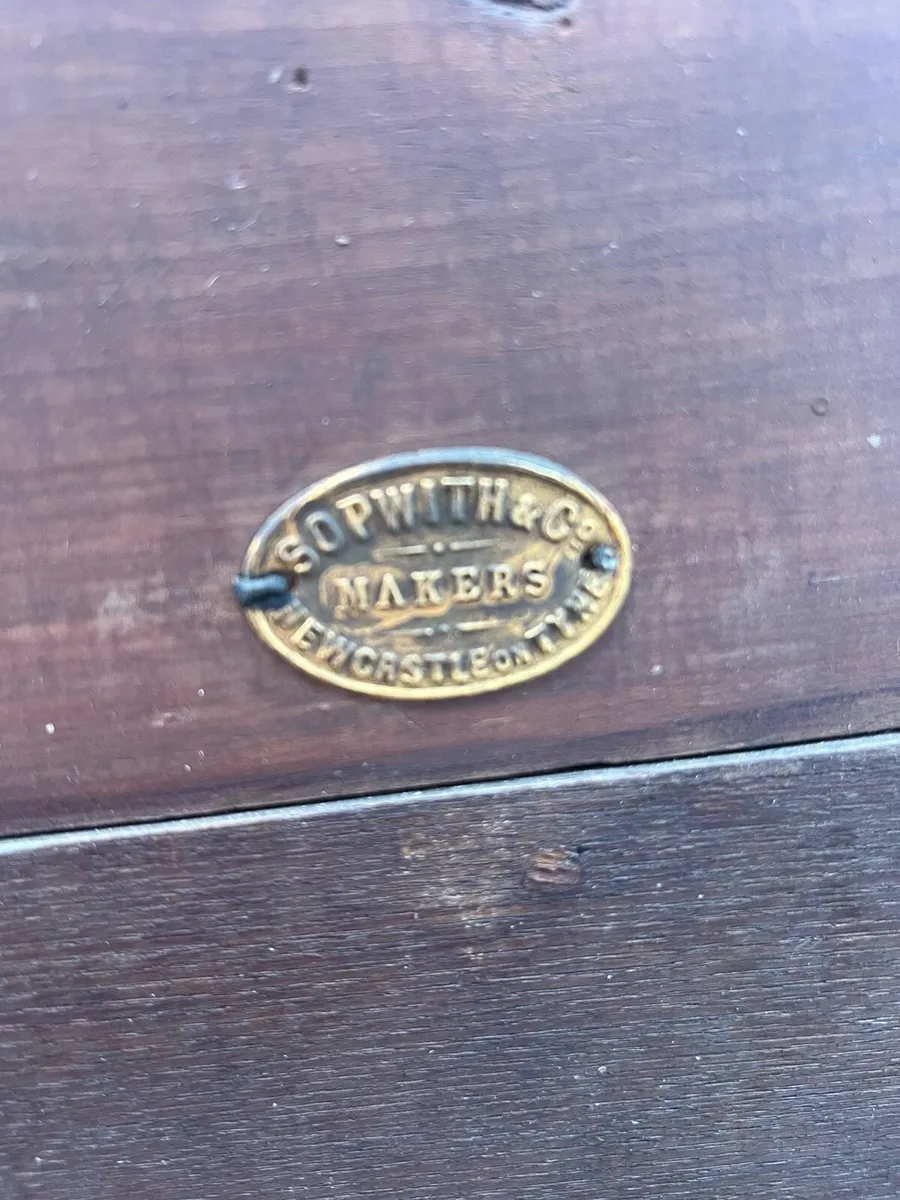 SOPWITH & Co
MAKERS
NEWCASTLE ON TYNE